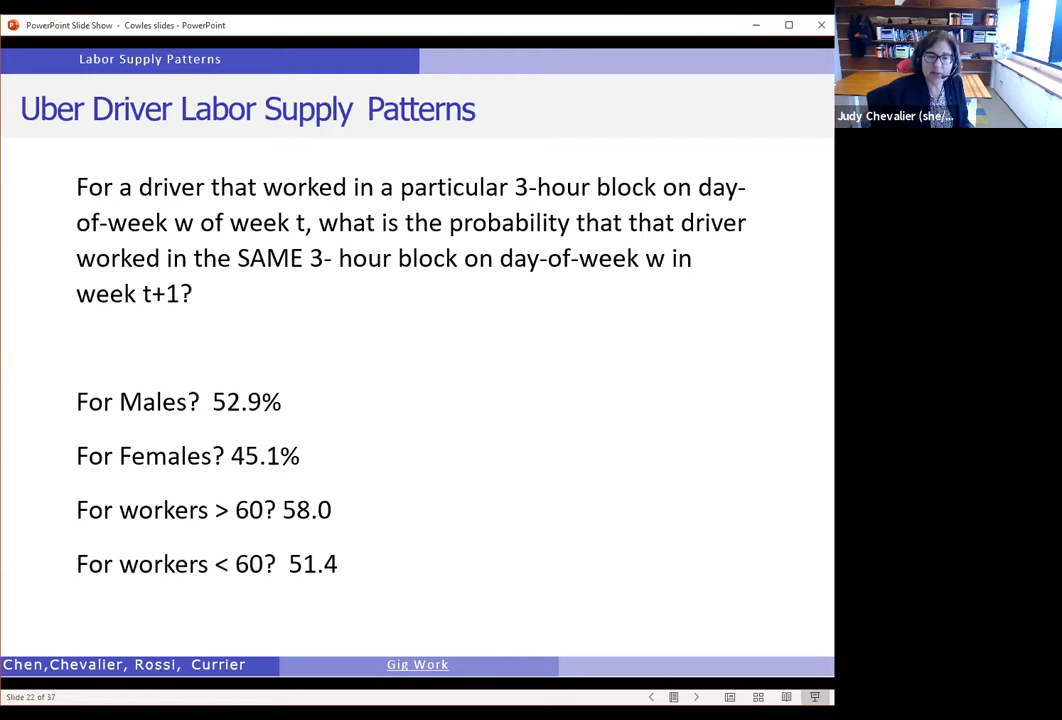 PowerPoint Slide Show - Cowles slides - PowerPoint
Labor Supply Patterns
Uber Driver Labor Supply Patterns
For a driver that worked in a particular 3-hour block on day-
of-week w of week t, what is the probability that that driver
worked in the SAME 3- hour block on day-of-week w in
week t+1?
For Males? 52.9%
For Females? 45.1%
For workers > 60? 58.0
For workers < 60? 51.4
Chen,Chevalier, Rossi, Currier
Gig Work
Slide 22 of 37
Judy Chevalier (she/...